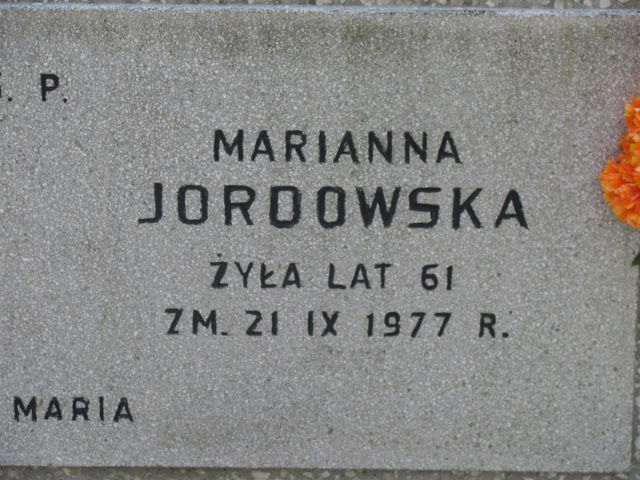 Ś. P.
MARIANNA
JORDOWSKA
ŻYŁA LAT 61
ZM. 21 IX 1977 R.
MARIA